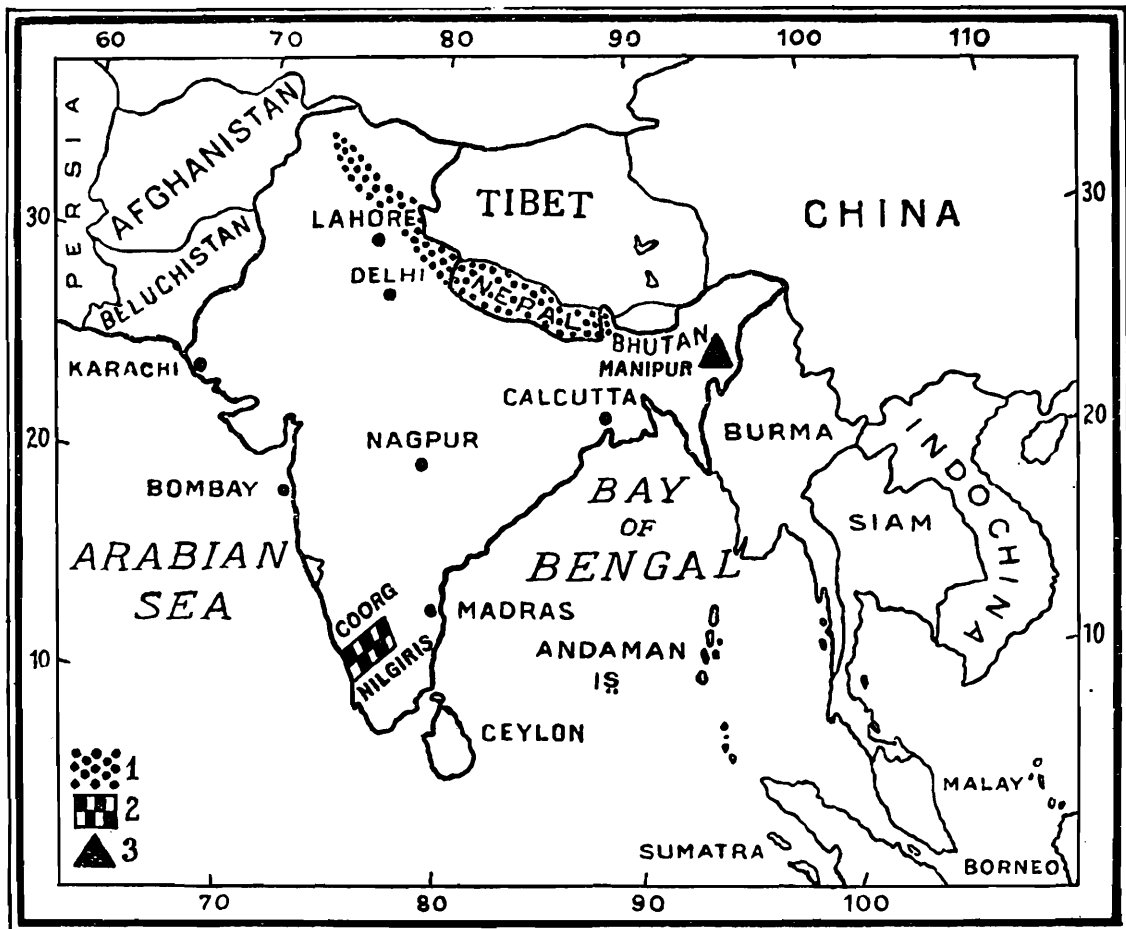 60 70 80 90 100 110
PERSIA
AFGHANISTAN
BELUCHISTAN
TIBET
CHINA
30
30
LAHORE
DELHI
NEPAL
BHUTAN
MANIPUR
KARACHI
CALCUTTA
20
20
NAGPUR
BURMA
INDOCHINA
BOMBAY
BAY
OF
BENGAL
SIAM
ARABIAN
SEA
COORG
NILGIRIS
MADRAS
ANDAMAN
IS
10
10
CEYLON
1
2
3
MALAY
SUMATRA
BORNEO
70 80 90 100